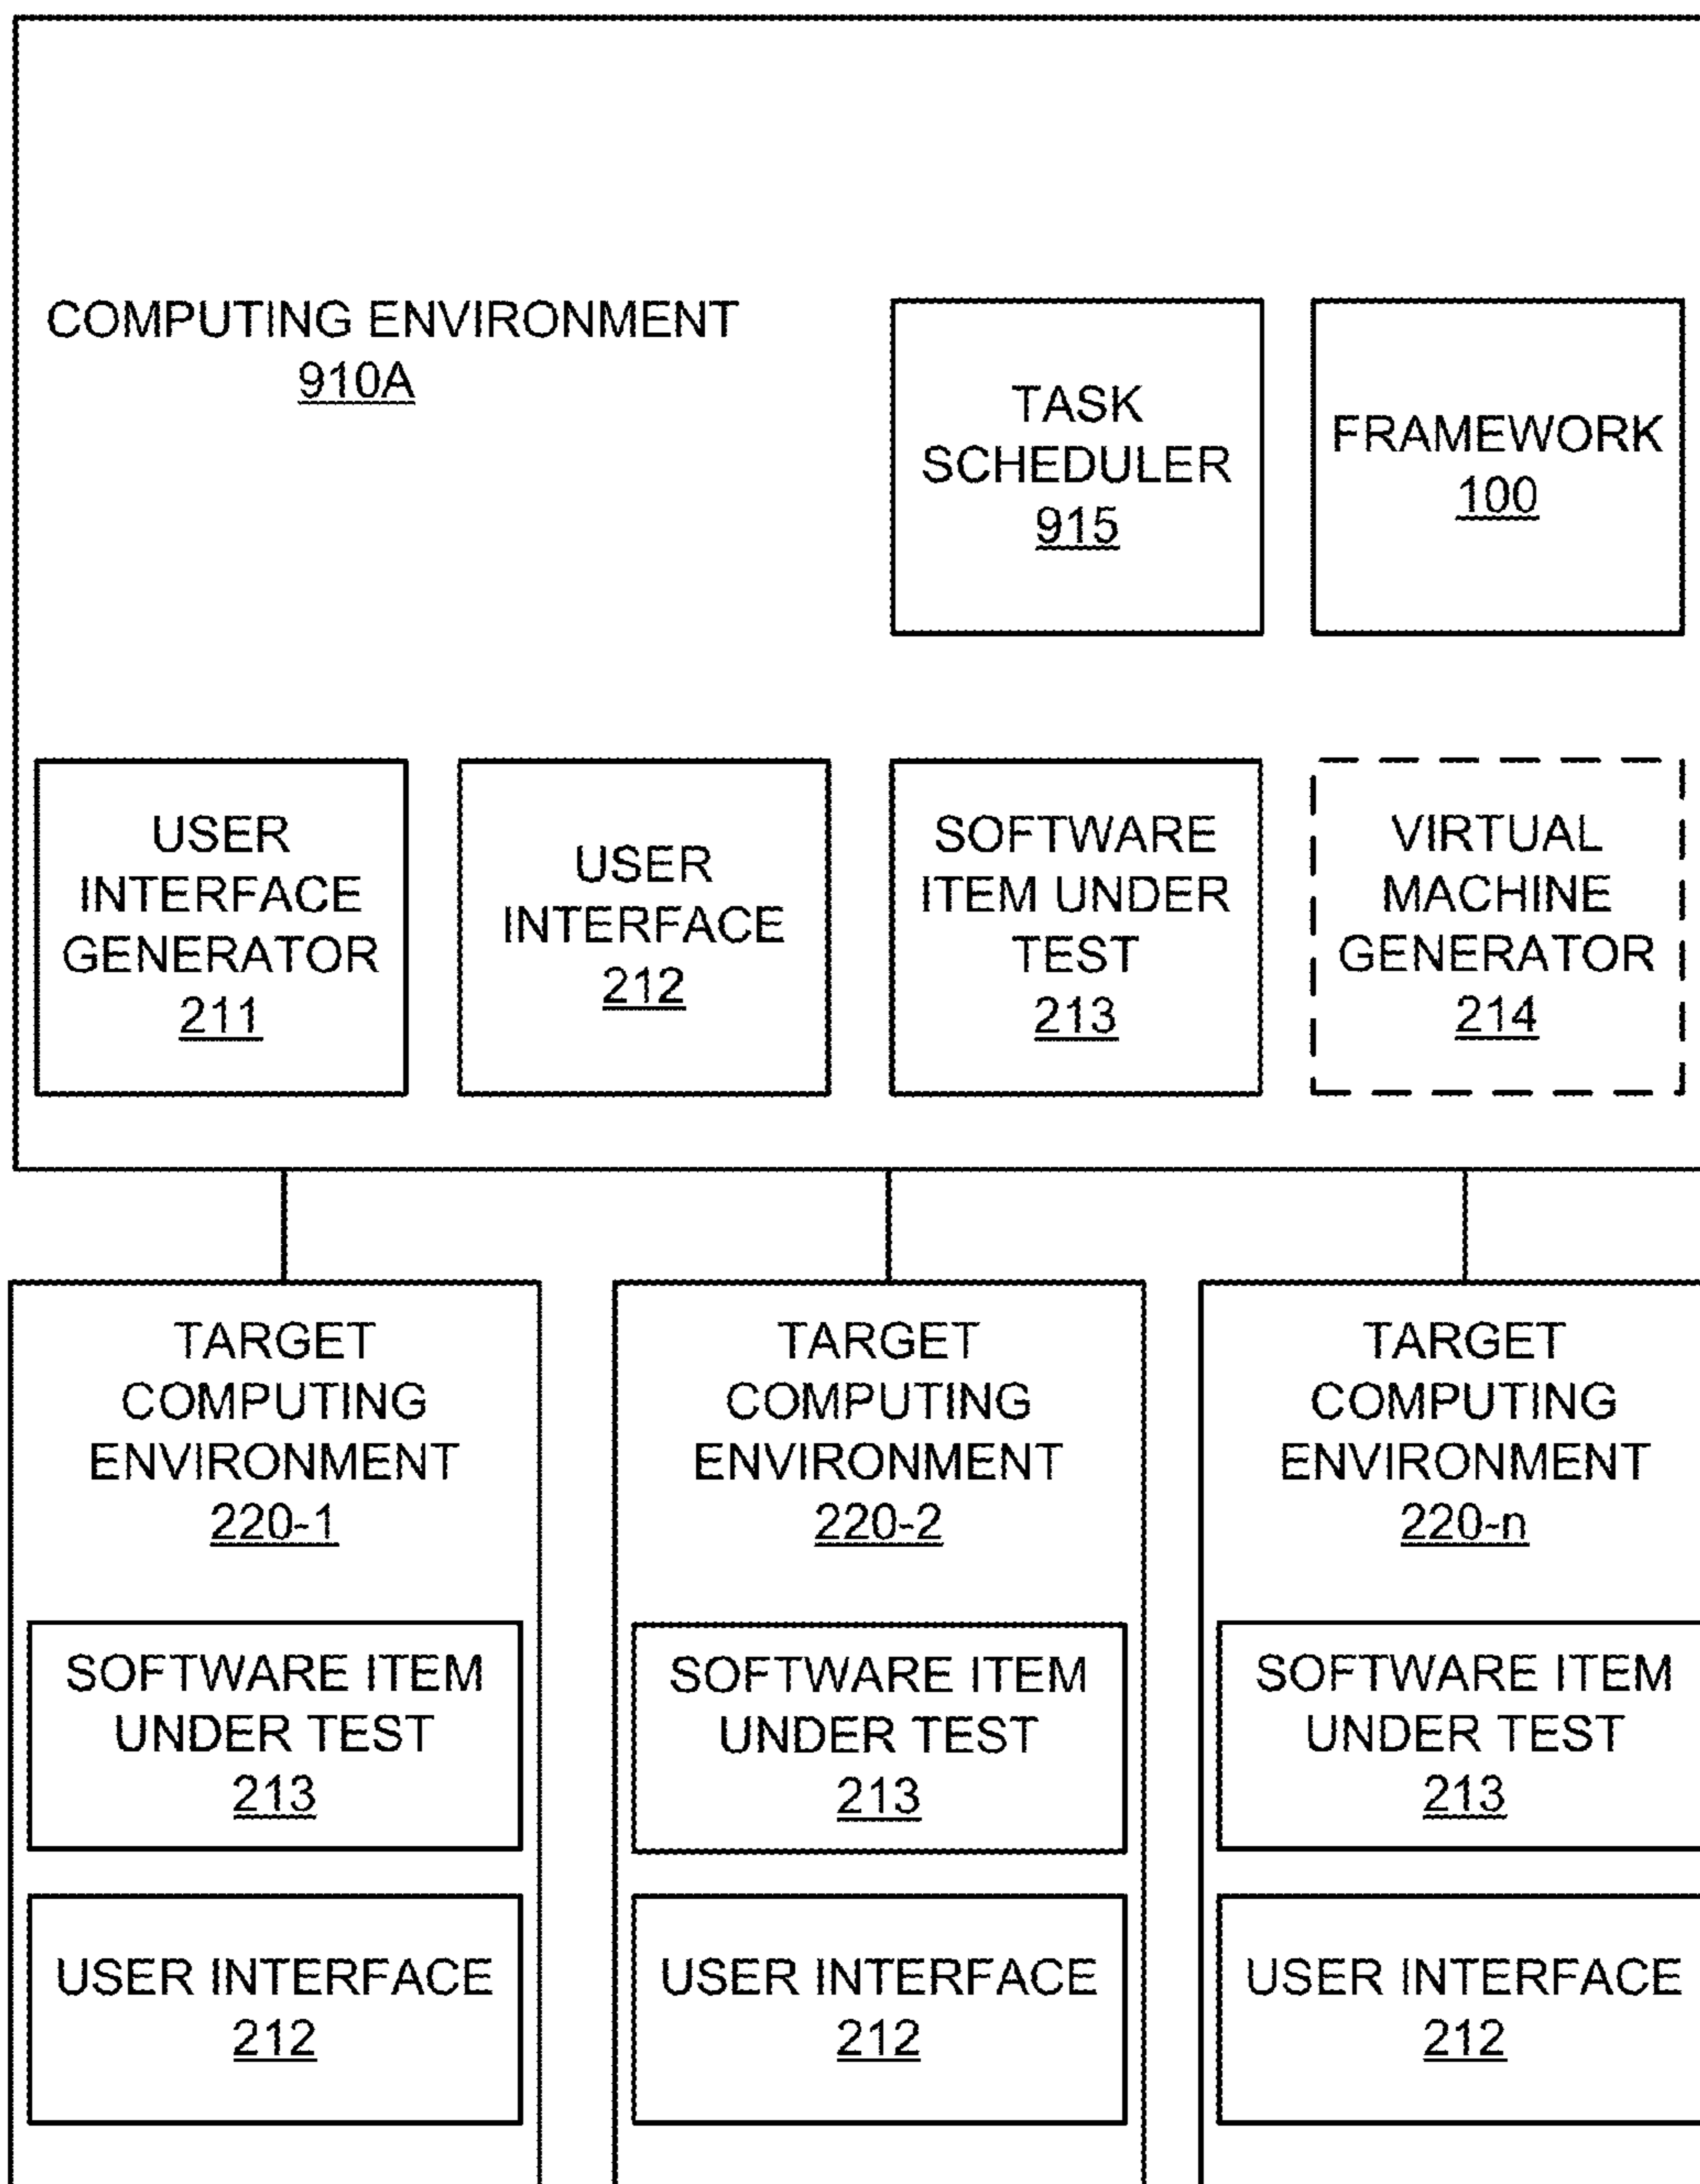 COMPUTING ENVIRONMENT
910A
TASK
SCHEDULER
915
FRAMEWORK
100
USER
INTERFACE
GENERATOR
211
USER
INTERFACE
212
SOFTWARE
ITEM UNDER
TEST
213
VIRTUAL
MACHINE
GENERATOR
214
TARGET
COMPUTING
ENVIRONMENT
220-1
SOFTWARE ITEM
UNDER TEST
213
USER INTERFACE
212
TARGET
COMPUTING
ENVIRONMENT
220-2
SOFTWARE ITEM
UNDER TEST
213
USER INTERFACE
212
TARGET
COMPUTING
ENVIRONMENT
220-n
SOFTWARE ITEM
UNDER TEST
213
USER INTERFACE
212